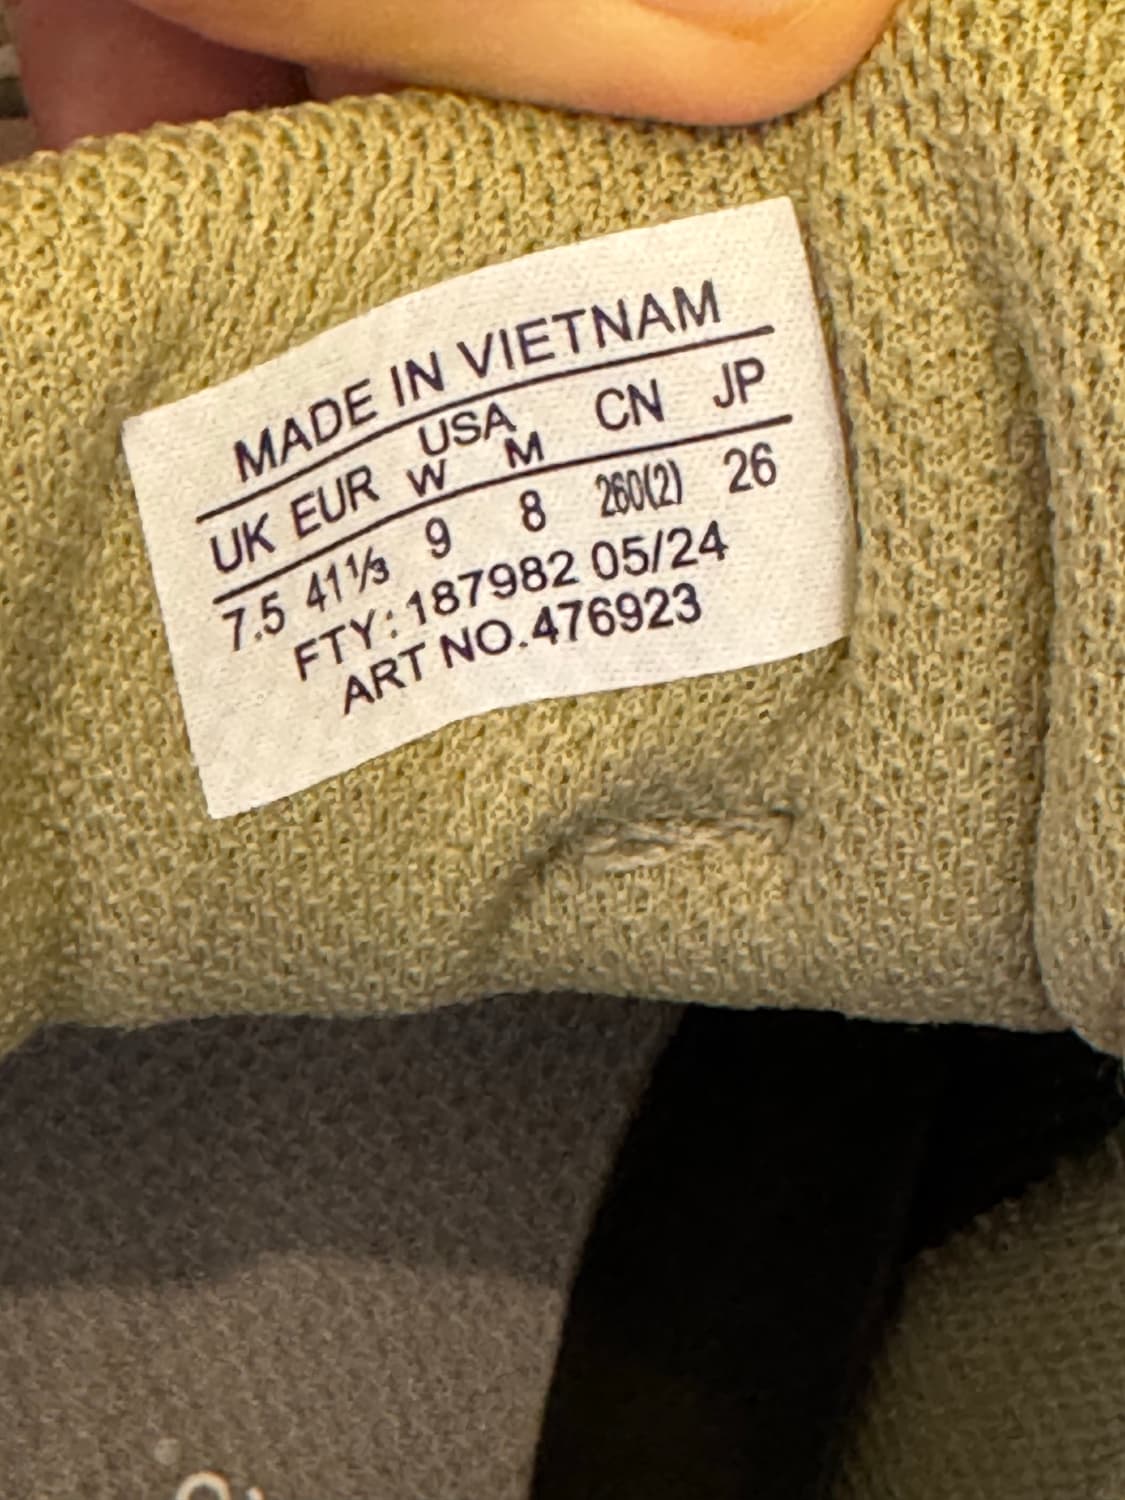 MADE IN VIETNAM
UK EUR USA W M CN JP
7.5 41⅓ 9 8 260(2) 26
FTY: 187982 05/24
ART NO.476923